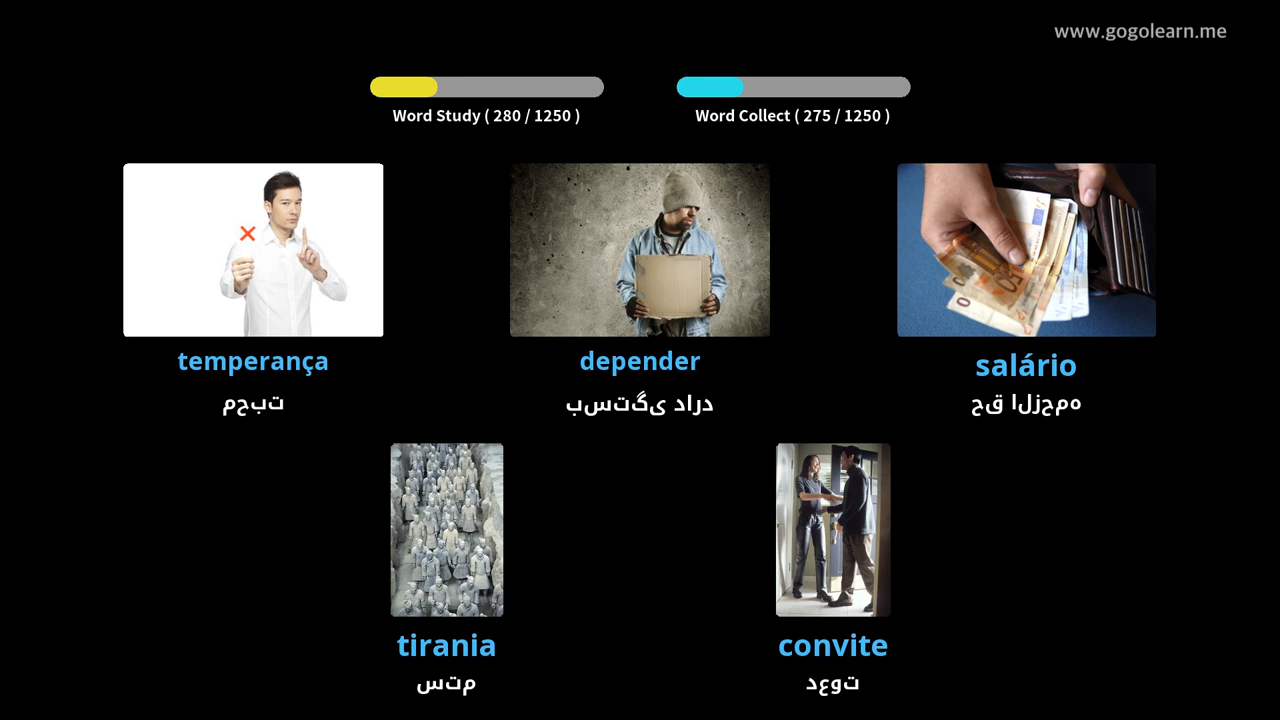 www.gogolearn.me
Word Study ( 280 / 1250 )
Word Collect ( 275 / 1250 )
temperança
محبت
depender
بستگی دارد
salário
حق الزحمه
tirania
ستم
convite
دعوت